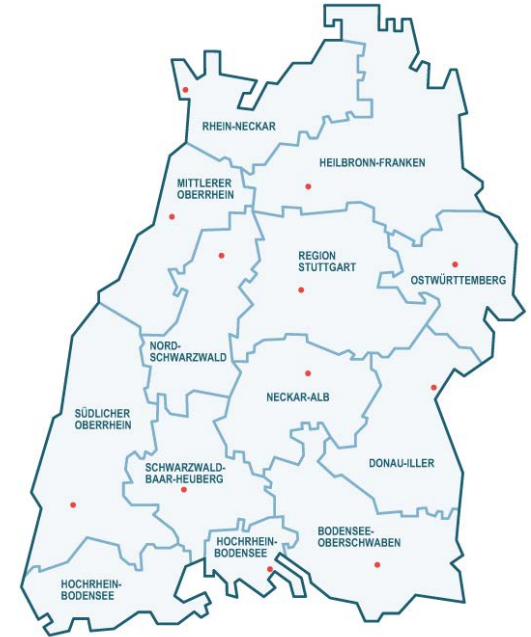 RHEIN-NECKAR
HEILBRONN-FRANKEN
MITTLERER
OBERRHEIN
REGION
STUTTGART
OSTWÜRTTEMBERG
NORD-
SCHWARZWALD
NECKAR-ALB
SÜDLICHER
OBERRHEIN
DONAU-ILLER
SCHWARZWALD-
BAAR-HEUBERG
BODENSEE-
OBERSCHWABEN
HOCHRHEIN-
BODENSEE
HOCHRHEIN-
BODENSEE